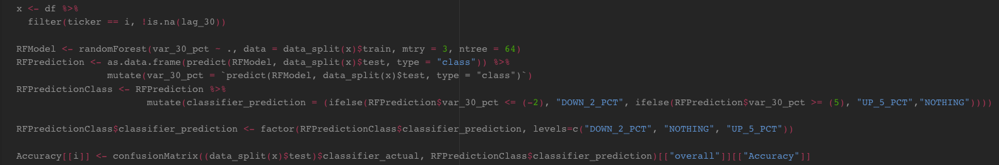 x <- df %>%
filter(ticker == i, !is.na(lag_30))
RFModel <- randomForest(var_30_pct ~ ., data = data_split(x)$train, mtry = 3, ntree = 64)
RFPrediction <- as.data.frame(predict(RFModel, data_split(x)$test, type = "class")) %>%
mutate(var_30_pct = `predict(RFModel, data_split(x)$test, type = "class")`)
RFPredictionClass <- RFPrediction %>%
mutate(classifier_prediction = (ifelse(RFPrediction$var_30_pct <= (-2), "DOWN_2_PCT", ifelse(RFPrediction$var_30_pct >= (5), "UP_5_PCT","NOTHING"))))
RFPredictionClass$classifier_prediction <- factor(RFPredictionClass$classifier_prediction, levels=c("DOWN_2_PCT", "NOTHING", "UP_5_PCT"))
Accuracy[[i]] <- confusionMatrix((data_split(x)$test)$classifier_actual, RFPredictionClass$classifier_prediction)[["overall"]][["Accuracy"]]